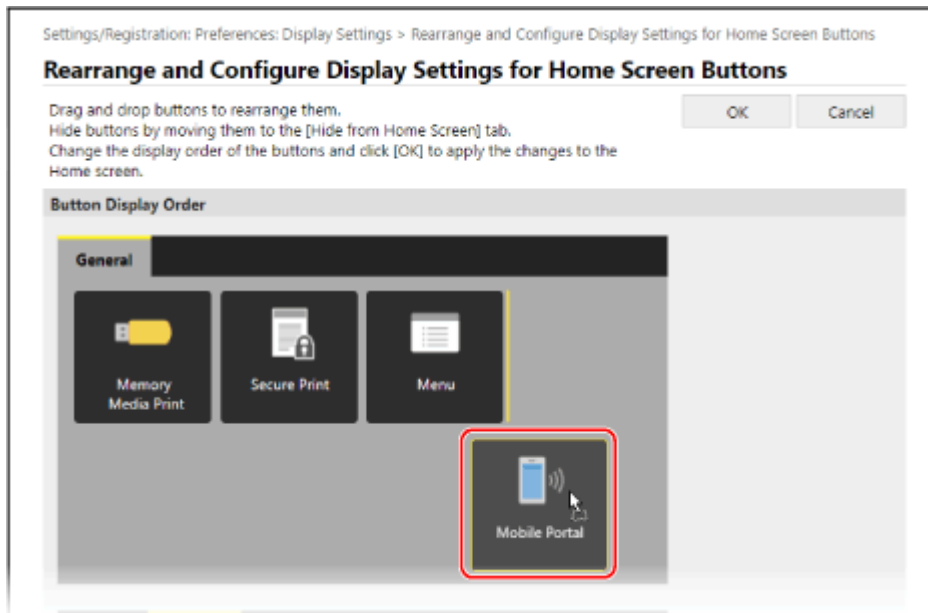 Settings/Registration: Preferences: Display Settings > Rearrange and Configure Display Settings for Home Screen Buttons
Rearrange and Configure Display Settings for Home Screen Buttons
Drag and drop buttons to rearrange them.
Hide buttons by moving them to the [Hide from Home Screen] tab.
Change the display order of the buttons and click [OK] to apply the changes to the
Home screen.
OK
Cancel
Button Display Order
General
Memory
Media Print
Secure Print
Menu
Mobile Portal